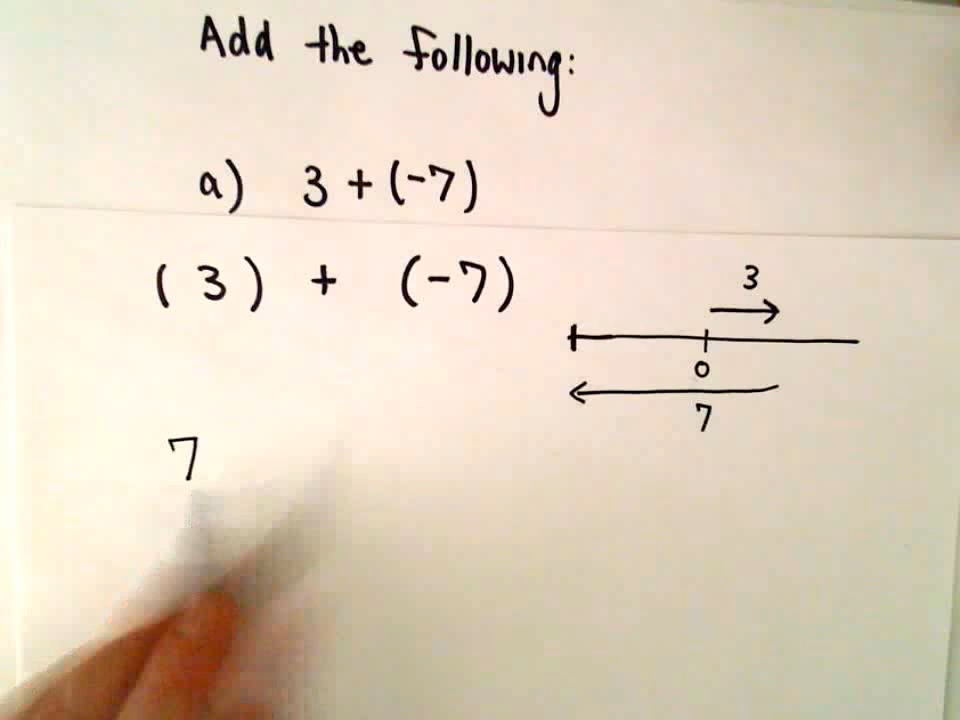 Add the following:
a) 3 + (-7)
(3) + (-7)
3
0
7
7